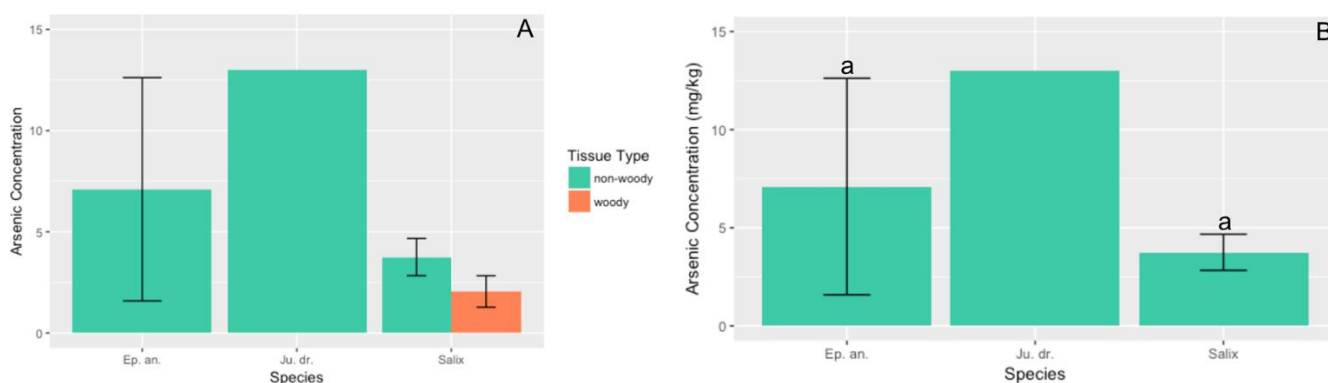 A
15
10
5
0
Arsenic Concentration
Ep. an.
Ju. dr.
Salix
Species
Tissue Type
non-woody
woody
B
15
10
5
0
Arsenic Concentration (mg/kg)
a
a
Ep. an.
Ju. dr.
Salix
Species